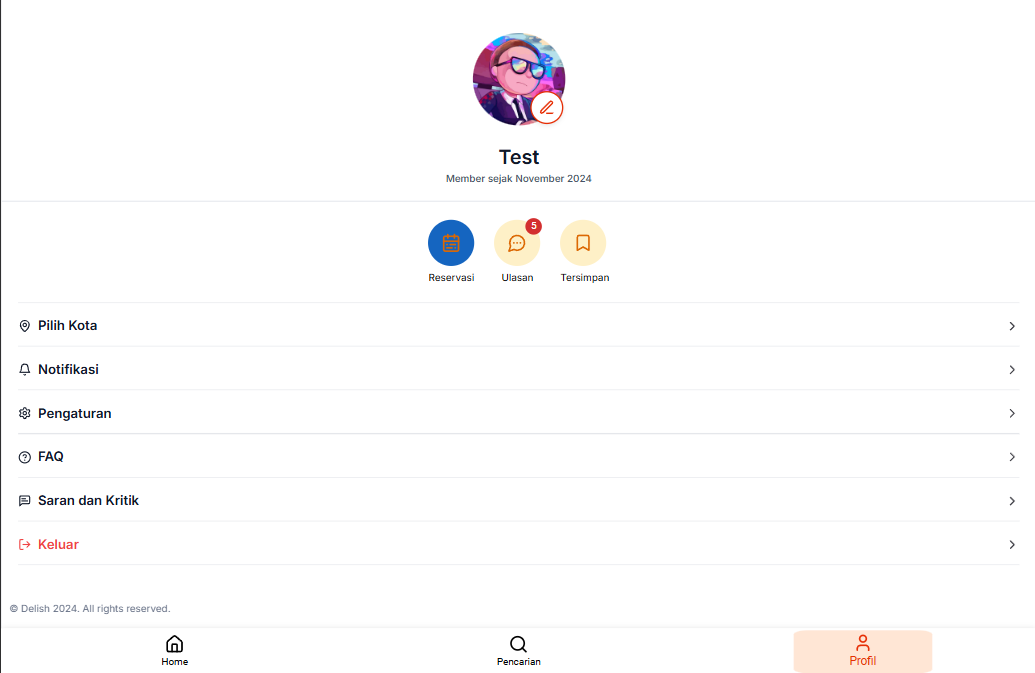 Test
Member sejak November 2024
5
Reservasi
Ulasan
Tersimpan
Pilih Kota
Notifikasi
Pengaturan
FAQ
Saran dan Kritik
Keluar
© Delish 2024. All rights reserved.
Home
Pencarian
Profil